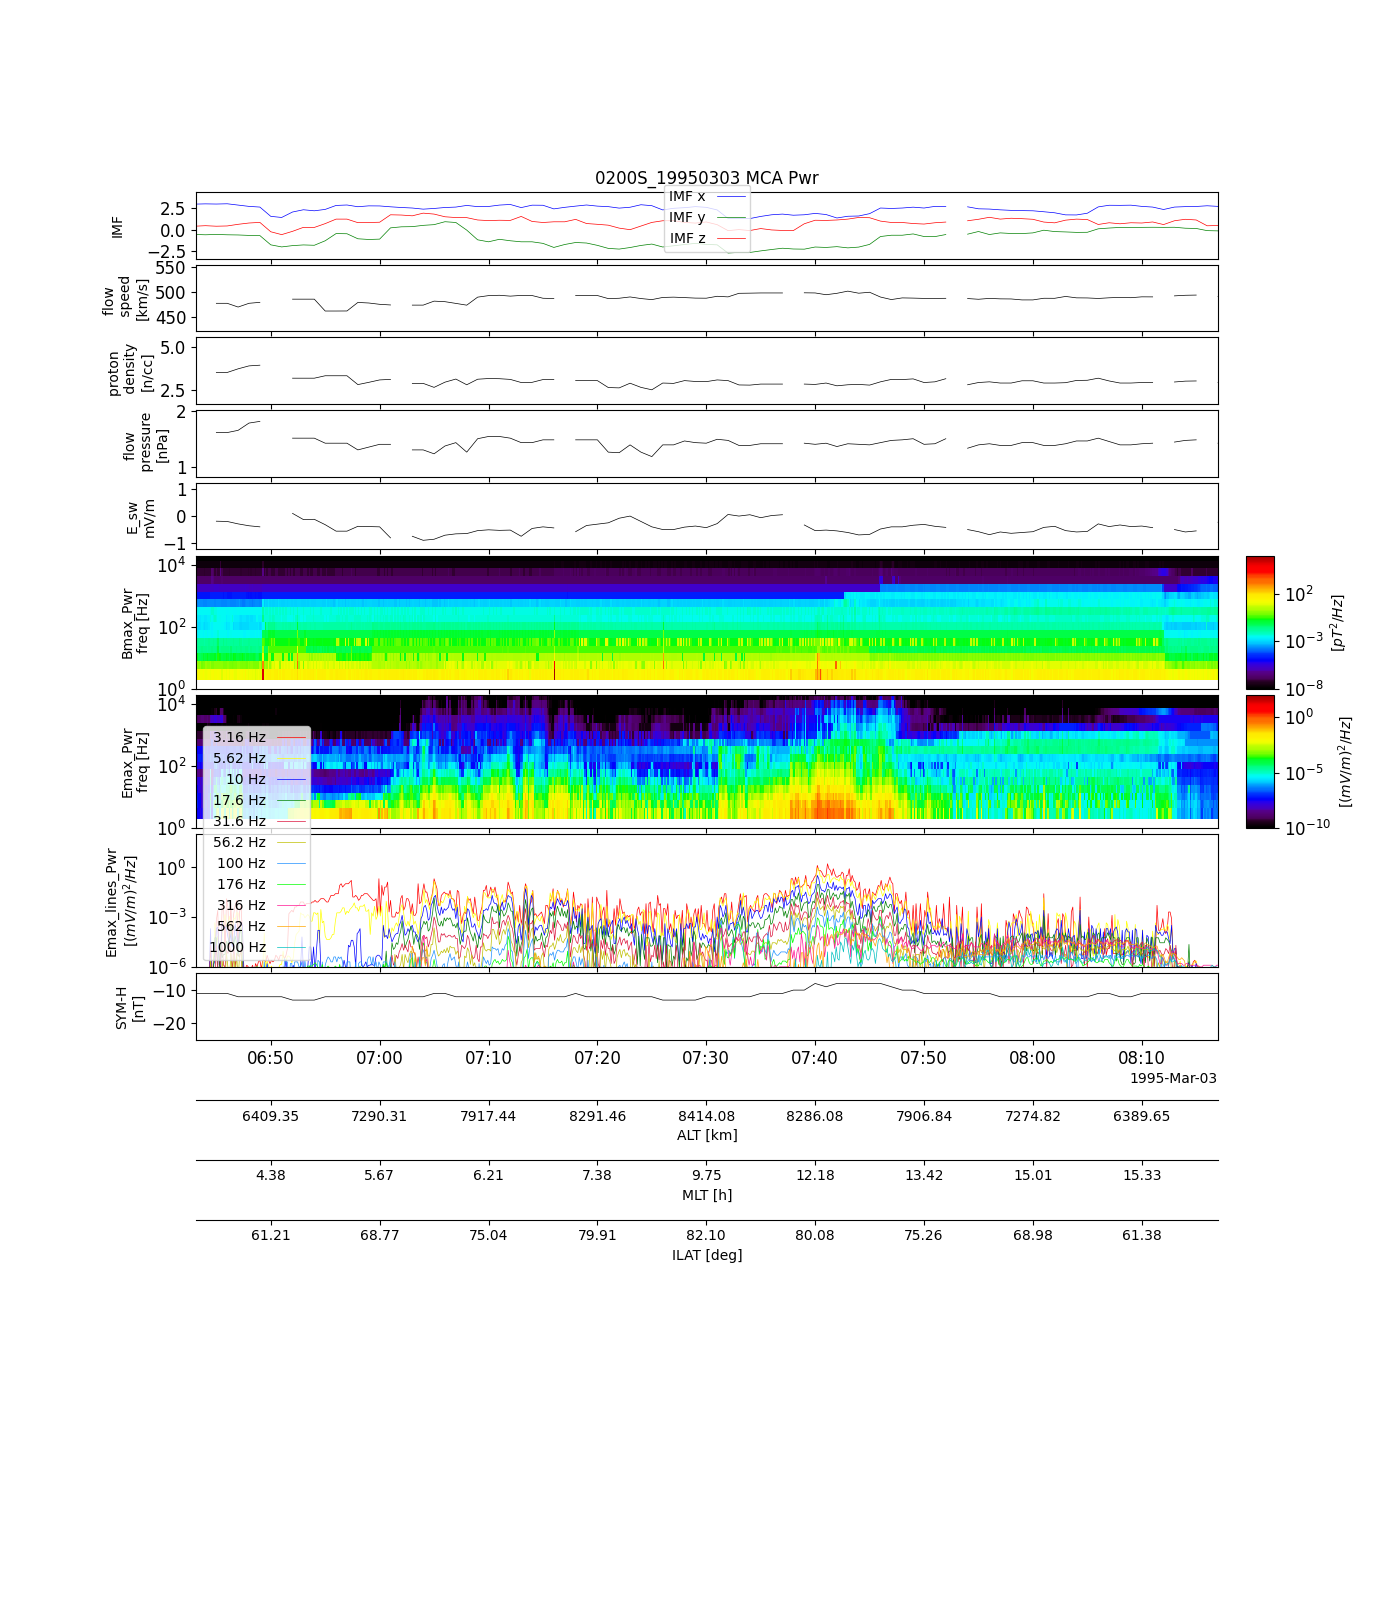 0200S_19950303 MCA Pwr
IMF
2.5
0.0
−2.5
IMF x
IMF y
IMF z
flow
speed
[km/s]
550
500
450
proton
density
[n/cc]
5.0
2.5
flow
pressure
[nPa]
2
1
E_sw
mV/m
1
0
−1
Bmax_Pwr
freq [Hz]
10^4
10^2
10^0
10^2
10^-3
10^-8
[pT^2/Hz]
Emax_Pwr
freq [Hz]
10^4
10^2
10^0
10^0
10^-5
10^-10
[(mV/m)^2/Hz]
3.16 Hz
5.62 Hz
10 Hz
17.6 Hz
31.6 Hz
56.2 Hz
100 Hz
176 Hz
316 Hz
562 Hz
1000 Hz
Emax_lines_Pwr
[(mV/m)^2/Hz]
10^0
10^-3
10^-6
SYM-H
[nT]
−10
−20
06:50 07:00 07:10 07:20 07:30 07:40 07:50 08:00 08:10
1995-Mar-03
6409.35 7290.31 7917.44 8291.46 8414.08 8286.08 7906.84 7274.82 6389.65
ALT [km]
4.38 5.67 6.21 7.38 9.75 12.18 13.42 15.01 15.33
MLT [h]
61.21 68.77 75.04 79.91 82.10 80.08 75.26 68.98 61.38
ILAT [deg]